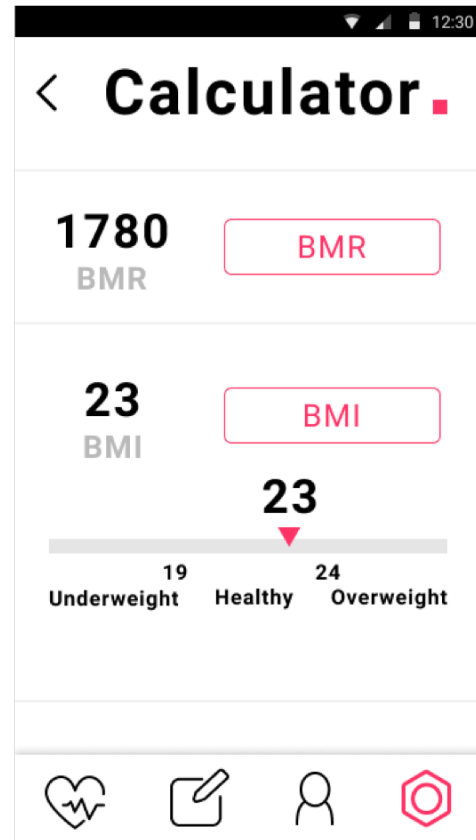 12:30
Calculator.
1780
BMR
BMR
23
BMI
BMI
23
19 24
Underweight Healthy Overweight